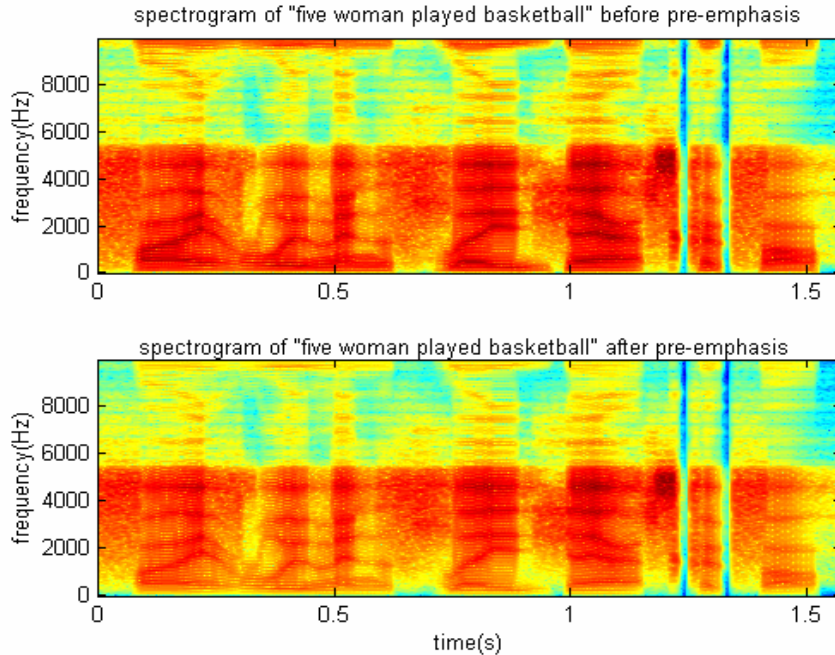 spectrogram of "five woman played basketball" before pre-emphasis
frequency(Hz)
8000
6000
4000
2000
0
0 0.5 1 1.5
spectrogram of "five woman played basketball" after pre-emphasis
frequency(Hz)
8000
6000
4000
2000
0
0 0.5 1 1.5
time(s)